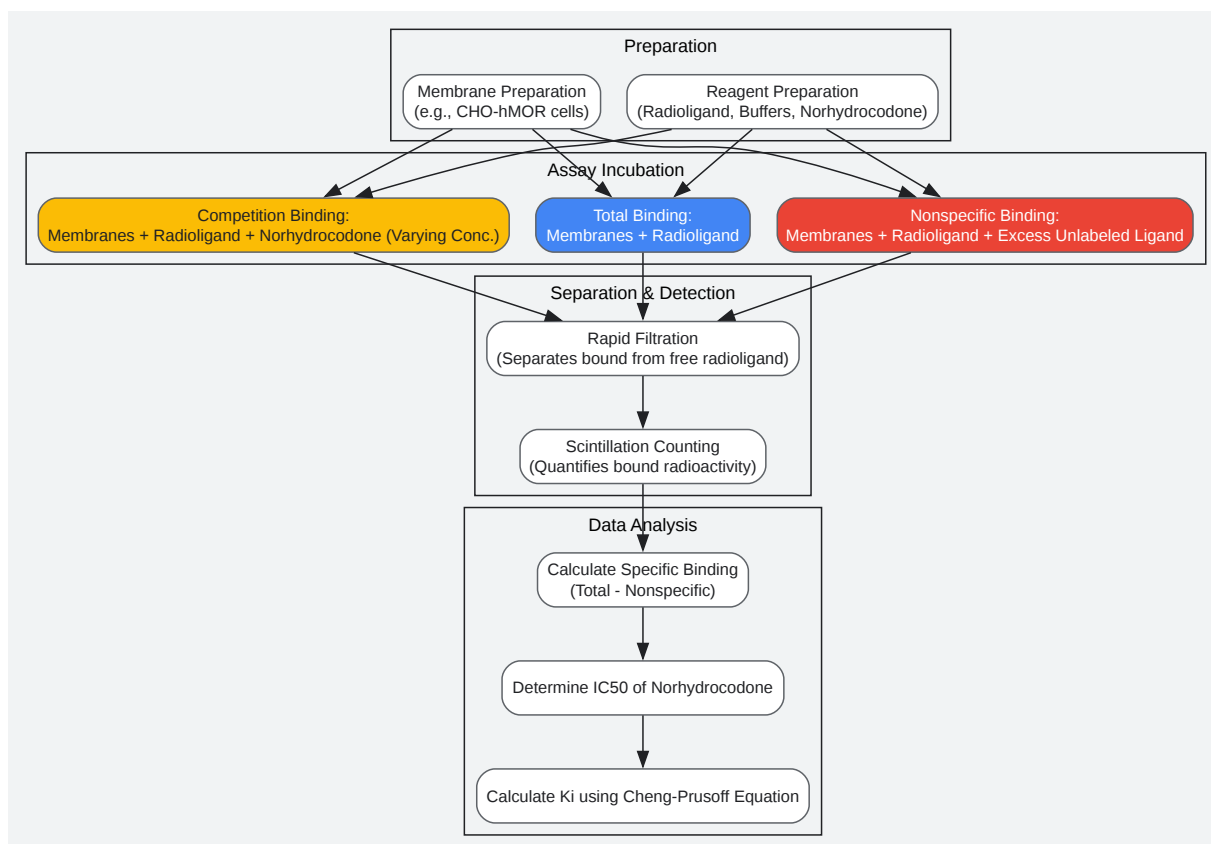 Preparation
Membrane Preparation
(e.g., CHO-hMOR cells)
Reagent Preparation
(Radioligand, Buffers, Norhydrocodone)
Assay Incubation
Competition Binding:
Membranes + Radioligand + Norhydrocodone (Varying Conc.)
Total Binding:
Membranes + Radioligand
Nonspecific Binding:
Membranes + Radioligand + Excess Unlabeled Ligand
Separation & Detection
Rapid Filtration
(Separates bound from free radioligand)
Scintillation Counting
(Quantifies bound radioactivity)
Data Analysis
Calculate Specific Binding
(Total - Nonspecific)
Determine IC50 of Norhydrocodone
Calculate Ki using Cheng-Prusoff Equation